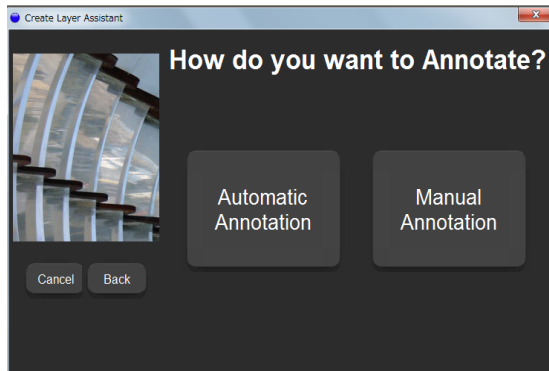 Create Layer Assistant
How do you want to Annotate?
Automatic
Annotation
Manual
Annotation
Cancel
Back